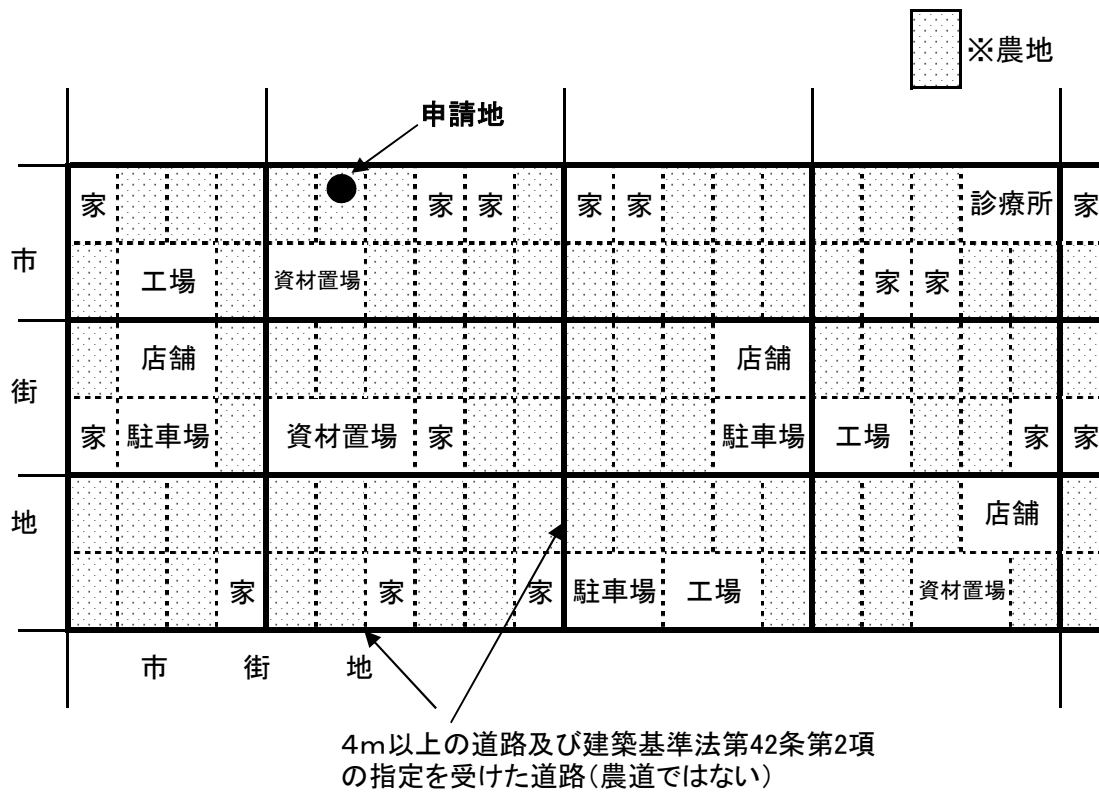 ※農地
申請地
家 家 家 家 家 診療所 家
市 工場 資材置場 家 家
街 店舗 店舗
家 駐車場 資材置場 家 駐車場 工場 家 家
地 店舗
家 家 家 駐車場 工場 資材置場
市 街 地
4m以上の道路及び建築基準法第42条第2項
の指定を受けた道路(農道ではない)